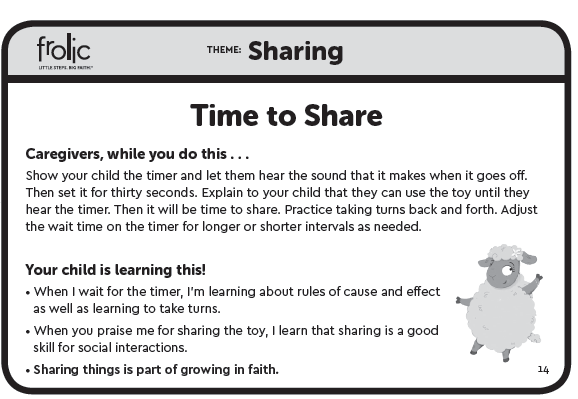 frolic
LITTLE STEPS. BIG FAITH.™
THEME: Sharing
Time to Share
Caregivers, while you do this . . .
Show your child the timer and let them hear the sound that it makes when it goes off.
Then set it for thirty seconds. Explain to your child that they can use the toy until they
hear the timer. Then it will be time to share. Practice taking turns back and forth. Adjust
the wait time on the timer for longer or shorter intervals as needed.
Your child is learning this!
• When I wait for the timer, I’m learning about rules of cause and effect
as well as learning to take turns.
• When you praise me for sharing the toy, I learn that sharing is a good
skill for social interactions.
• Sharing things is part of growing in faith.
14